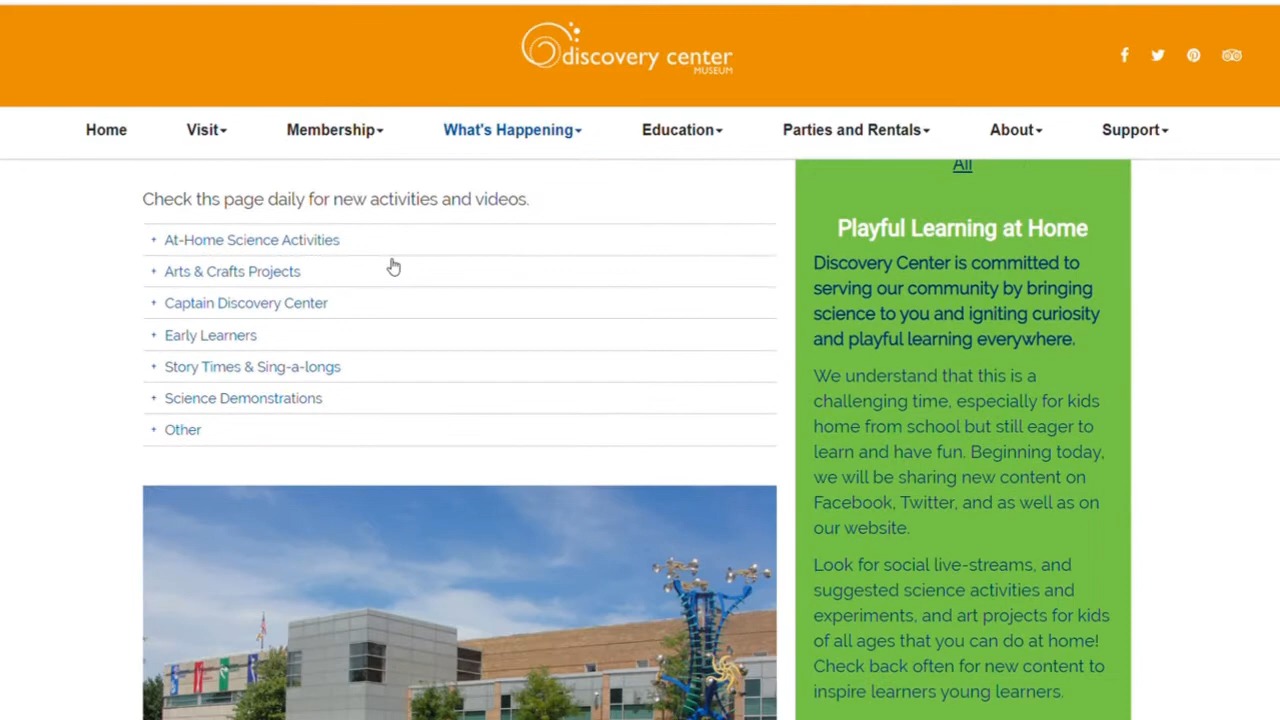 discovery center
MUSEUM
Home
Visit
Membership
What's Happening
Education
Parties and Rentals
About
Support
Check ths page daily for new activities and videos.
+ At-Home Science Activities
+ Arts & Crafts Projects
+ Captain Discovery Center
+ Early Learners
+ Story Times & Sing-a-longs
+ Science Demonstrations
+ Other
All
Playful Learning at Home
Discovery Center is committed to
serving our community by bringing
science to you and igniting curiosity
and playful learning everywhere.
We understand that this is a
challenging time, especially for kids
home from school but still eager to
learn and have fun. Beginning today,
we will be sharing new content on
Facebook, Twitter, and as well as on
our website.
Look for social live-streams, and
suggested science activities and
experiments, and art projects for kids
of all ages that you can do at home!
Check back often for new content to
inspire learners young learners.